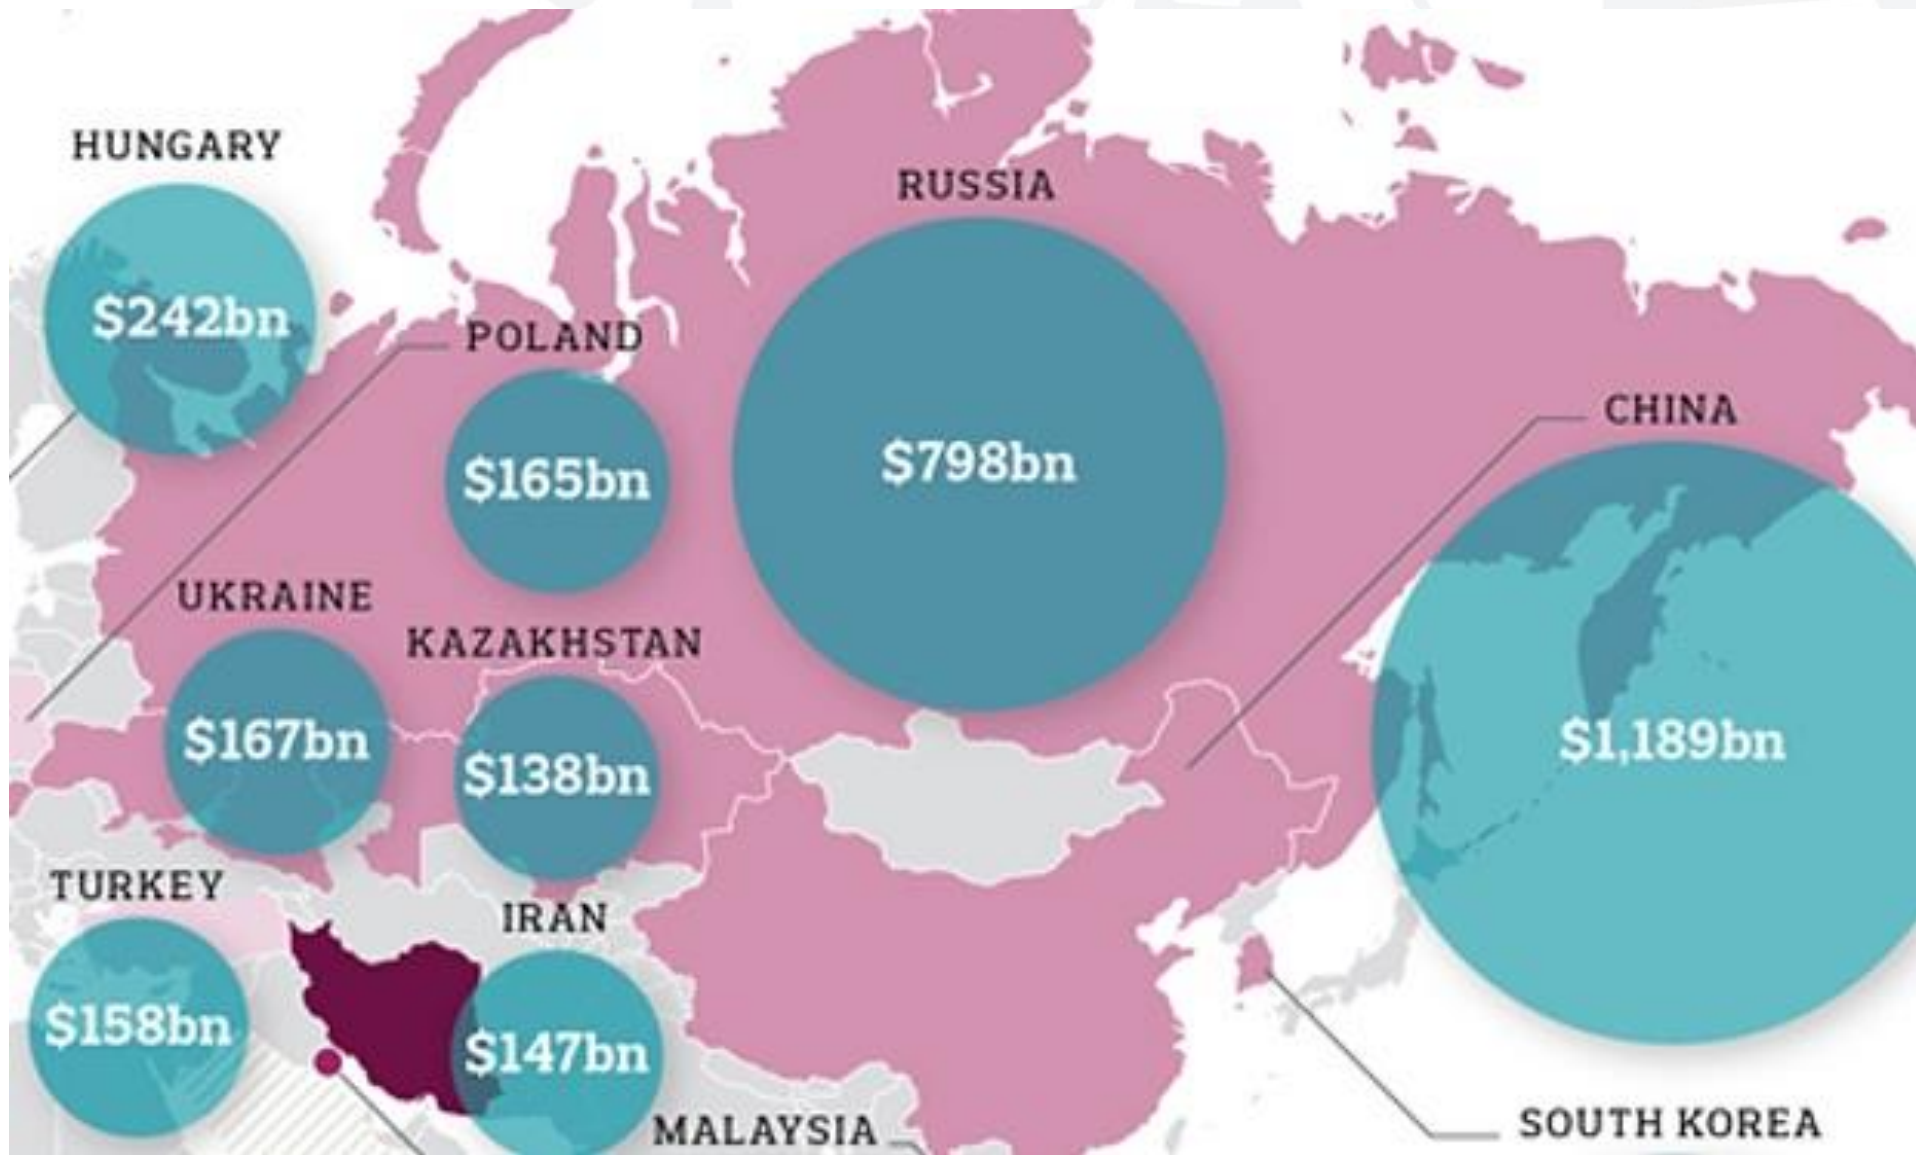 HUNGARY
$242bn
RUSSIA
$798bn
POLAND
$165bn
CHINA
$1,189bn
UKRAINE
$167bn
KAZAKHSTAN
$138bn
TURKEY
$158bn
IRAN
$147bn
MALAYSIA
SOUTH KOREA